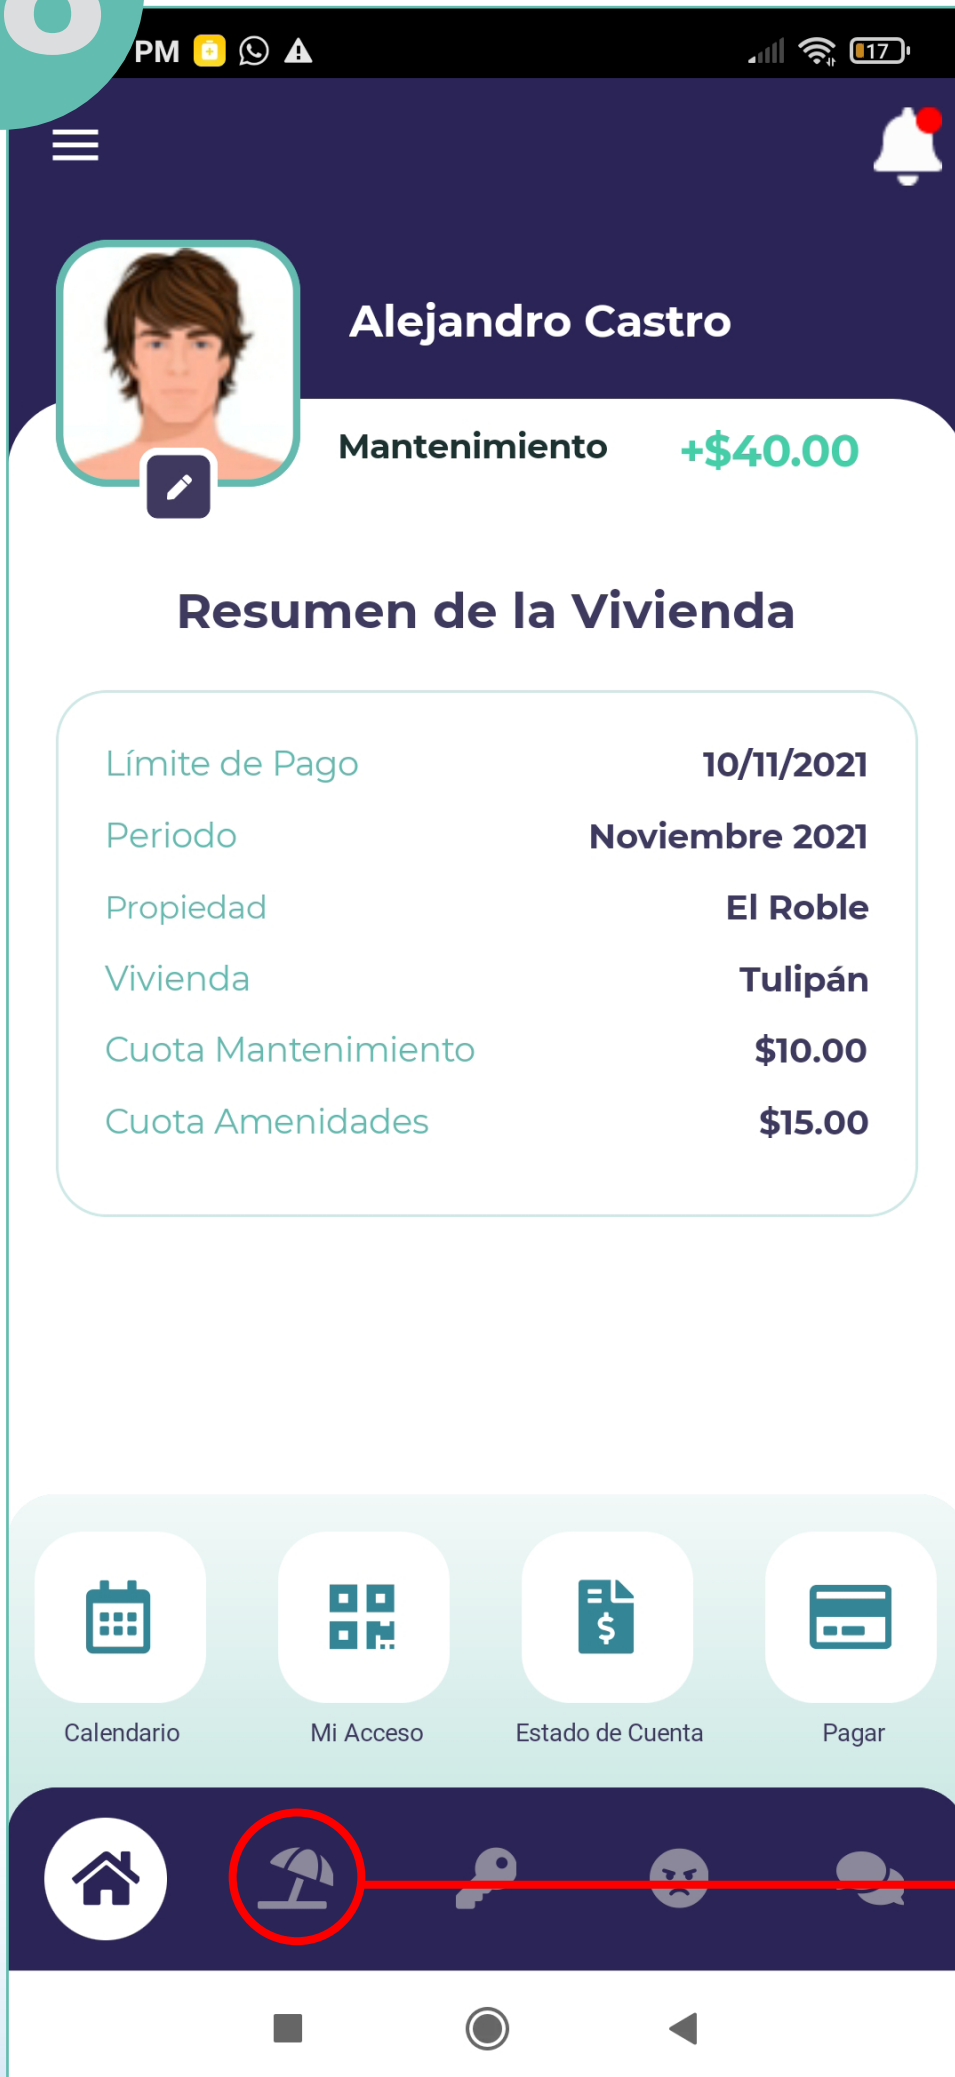 PM
17
Alejandro Castro
Mantenimiento +$40.00
Resumen de la Vivienda
Límite de Pago 10/11/2021
Periodo Noviembre 2021
Propiedad El Roble
Vivienda Tulipán
Cuota Mantenimiento $10.00
Cuota Amenidades $15.00
Calendario Mi Acceso Estado de Cuenta Pagar